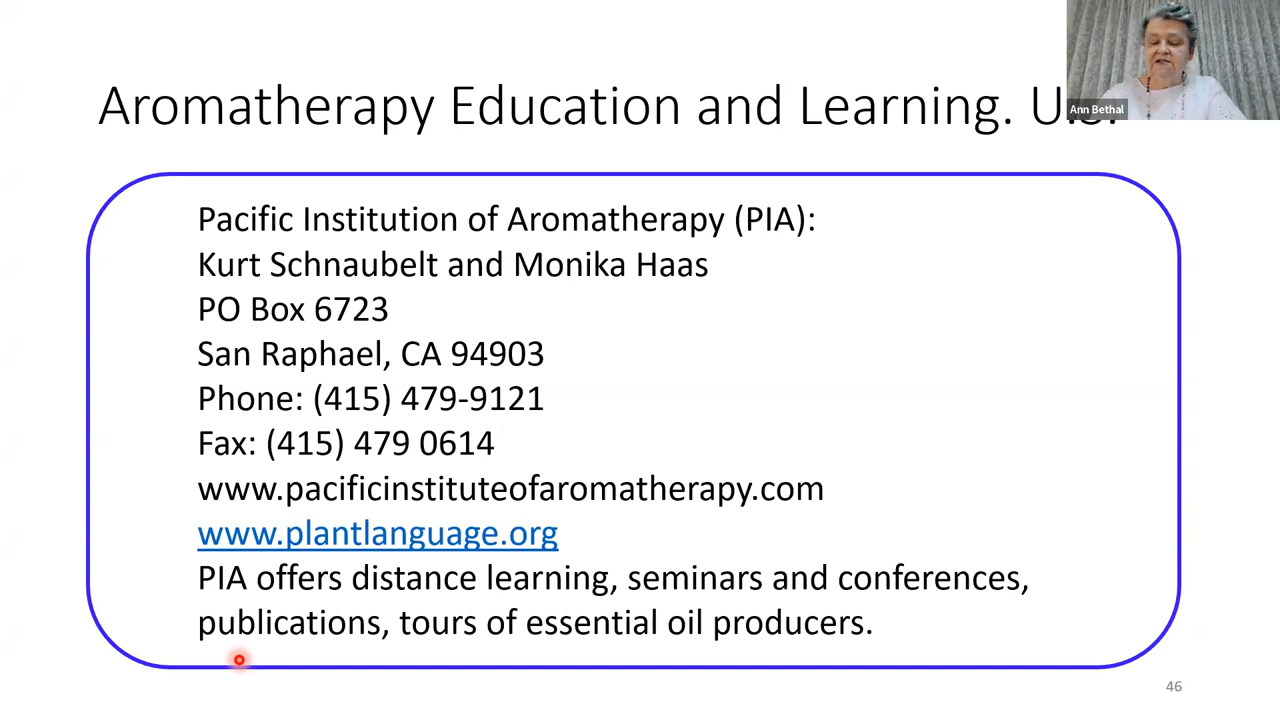 Aromatherapy Education and Learning. U.S.
Ann Bethal
Pacific Institution of Aromatherapy (PIA):
Kurt Schnaubelt and Monika Haas
PO Box 6723
San Raphael, CA 94903
Phone: (415) 479-9121
Fax: (415) 479 0614
www.pacificinstituteofaromatherapy.com
www.plantlanguage.org
PIA offers distance learning, seminars and conferences,
publications, tours of essential oil producers.
46